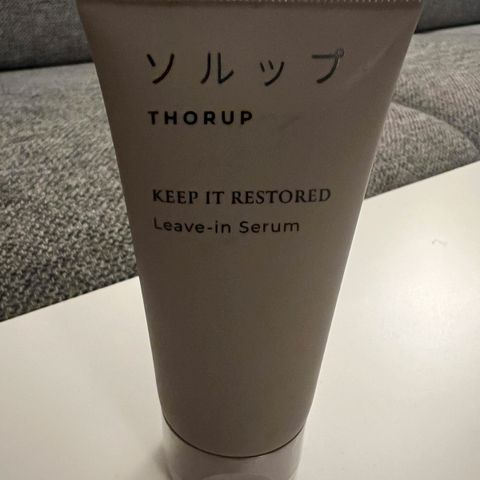 ソルップ
THORUP
KEEP IT RESTORED
Leave-in Serum